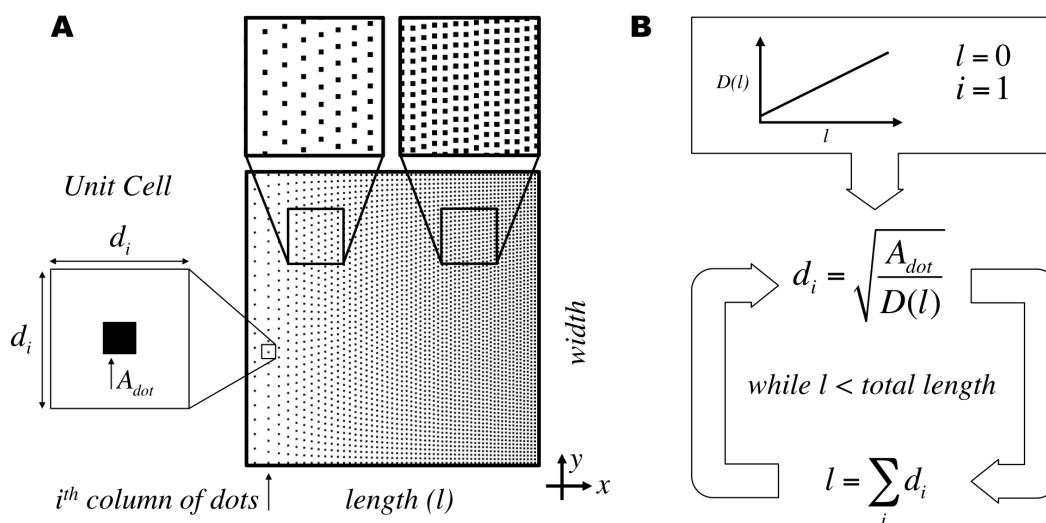 A
Unit Cell
d_i
d_i
A_dot
i^th column of dots
length (l)
width
y
x
B
D(l)
l
l = 0
i = 1
d_i = √(A_dot / D(l))
while l < total length
l = ∑_i d_i